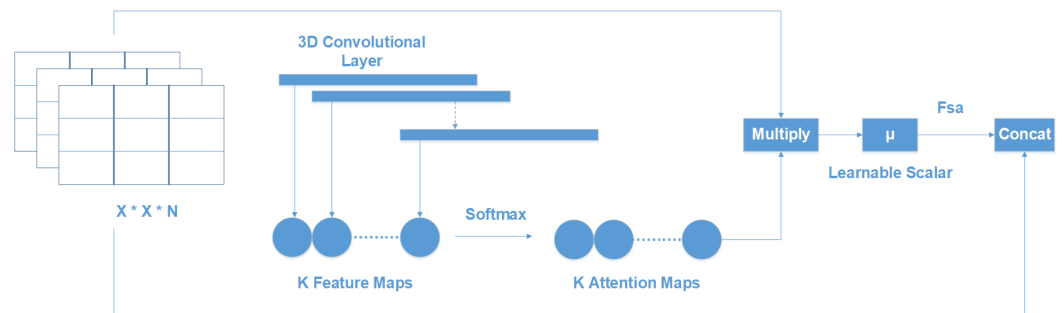 3D Convolutional
Layer
X * X * N
K Feature Maps
Softmax
K Attention Maps
Multiply
µ
Learnable Scalar
Fsa
Concat